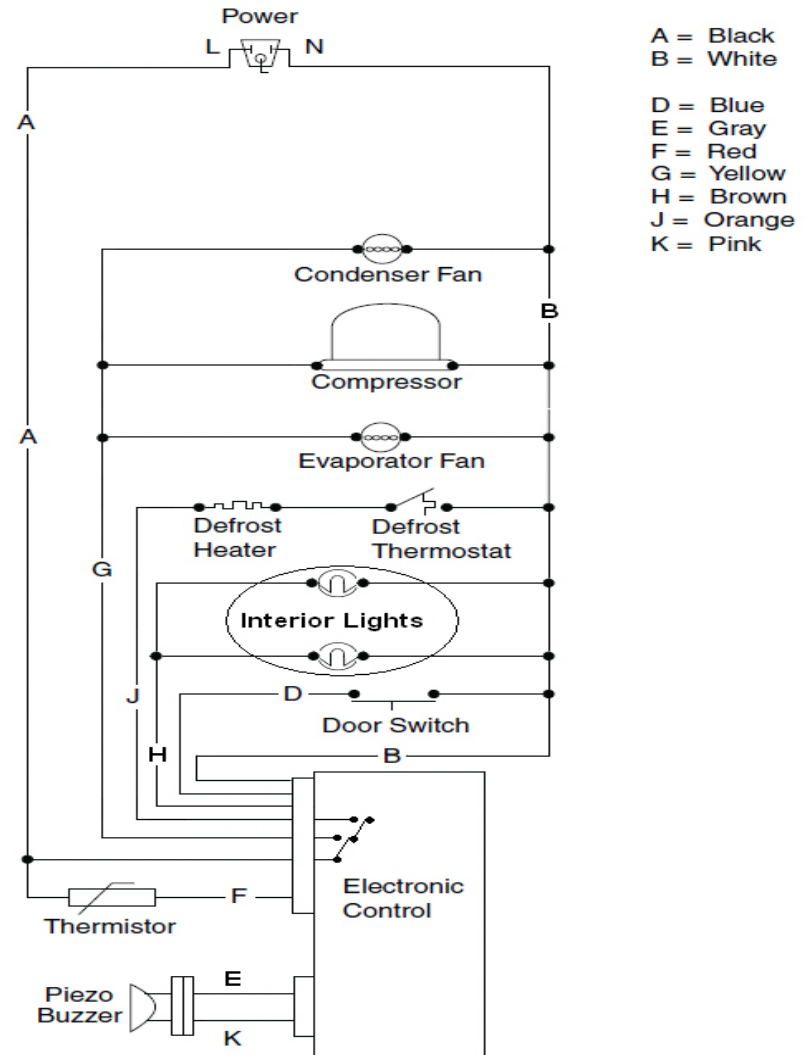 Power
L
N
A = Black
B = White
D = Blue
E = Gray
F = Red
G = Yellow
H = Brown
J = Orange
K = Pink
A
Condenser Fan
B
Compressor
A
Evaporator Fan
Defrost
Heater
Defrost
Thermostat
G
Interior Lights
J
D
Door Switch
H
B
Electronic
Control
F
Thermistor
E
Piezo
Buzzer
K